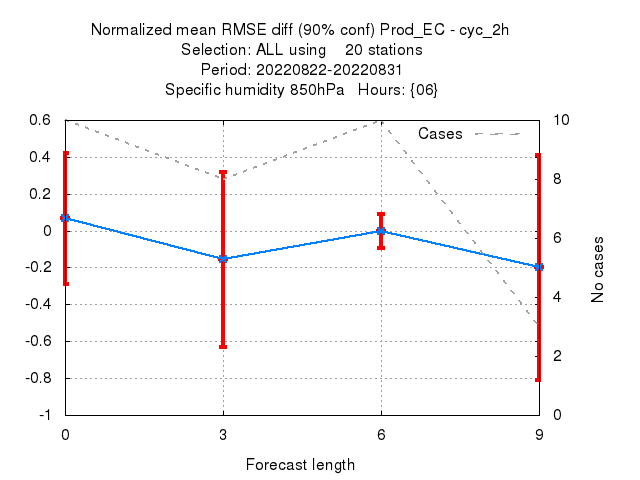 Normalized mean RMSE diff (90% conf) Prod_EC - cyc_2h
Selection: ALL using    20 stations
Period: 20220822-20220831
Specific humidity 850hPa   Hours: {06}
0.6
0.4
0.2
0
-0.2
-0.4
-0.6
-0.8
-1
Cases
10
8
6
4
2
0
No cases
0 3 6 9
Forecast length